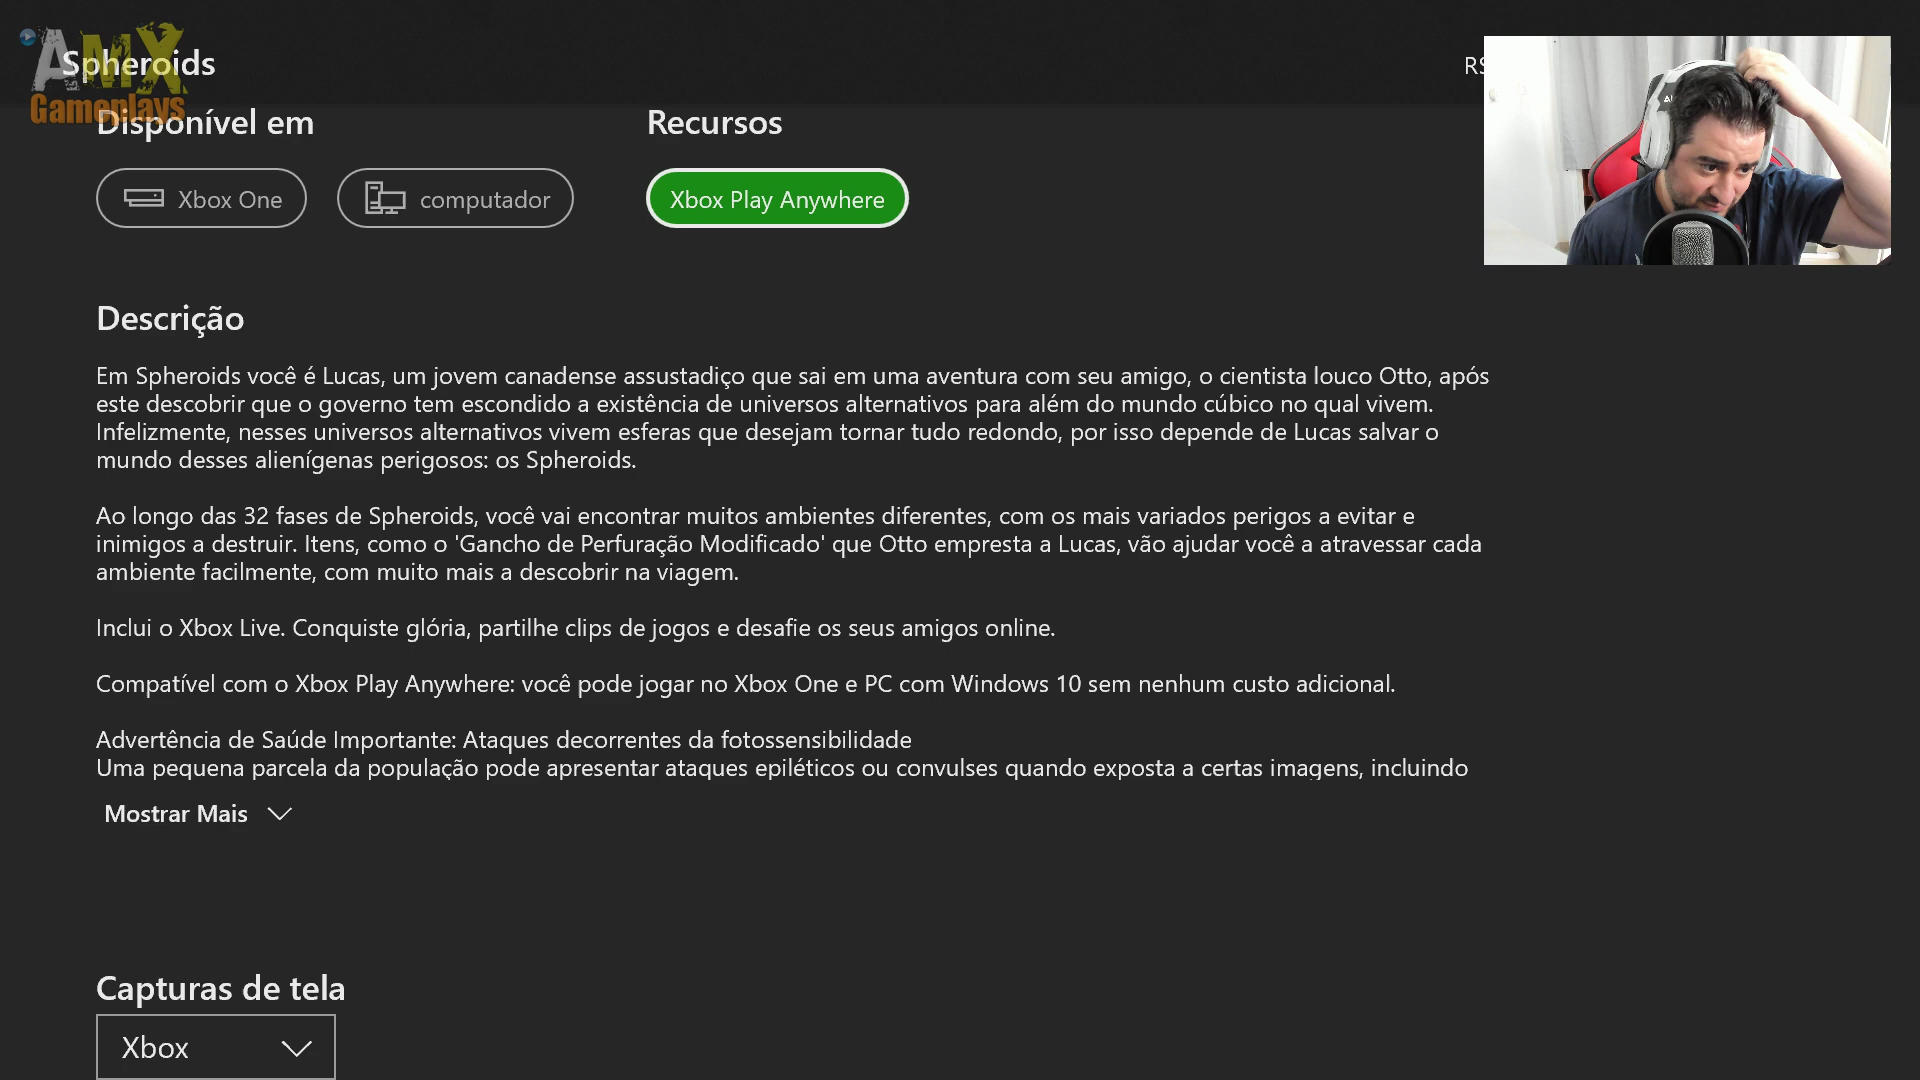 AMX
Gameplays
Spheroids
R$
Disponível em
Recursos
Xbox One
computador
Xbox Play Anywhere
Descrição
Em Spheroids você é Lucas, um jovem canadense assustadiço que sai em uma aventura com seu amigo, o cientista louco Otto, após
este descobrir que o governo tem escondido a existência de universos alternativos para além do mundo cúbico no qual vivem.
Infelizmente, nesses universos alternativos vivem esferas que desejam tornar tudo redondo, por isso depende de Lucas salvar o
mundo desses alienígenas perigosos: os Spheroids.
Ao longo das 32 fases de Spheroids, você vai encontrar muitos ambientes diferentes, com os mais variados perigos a evitar e
inimigos a destruir. Itens, como o 'Gancho de Perfuração Modificado' que Otto empresta a Lucas, vão ajudar você a atravessar cada
ambiente facilmente, com muito mais a descobrir na viagem.
Inclui o Xbox Live. Conquiste glória, partilhe clips de jogos e desafie os seus amigos online.
Compatível com o Xbox Play Anywhere: você pode jogar no Xbox One e PC com Windows 10 sem nenhum custo adicional.
Advertência de Saúde Importante: Ataques decorrentes da fotossensibilidade
Uma pequena parcela da população pode apresentar ataques epiléticos ou convulses quando exposta a certas imagens, incluindo
Mostrar Mais
Capturas de tela
Xbox